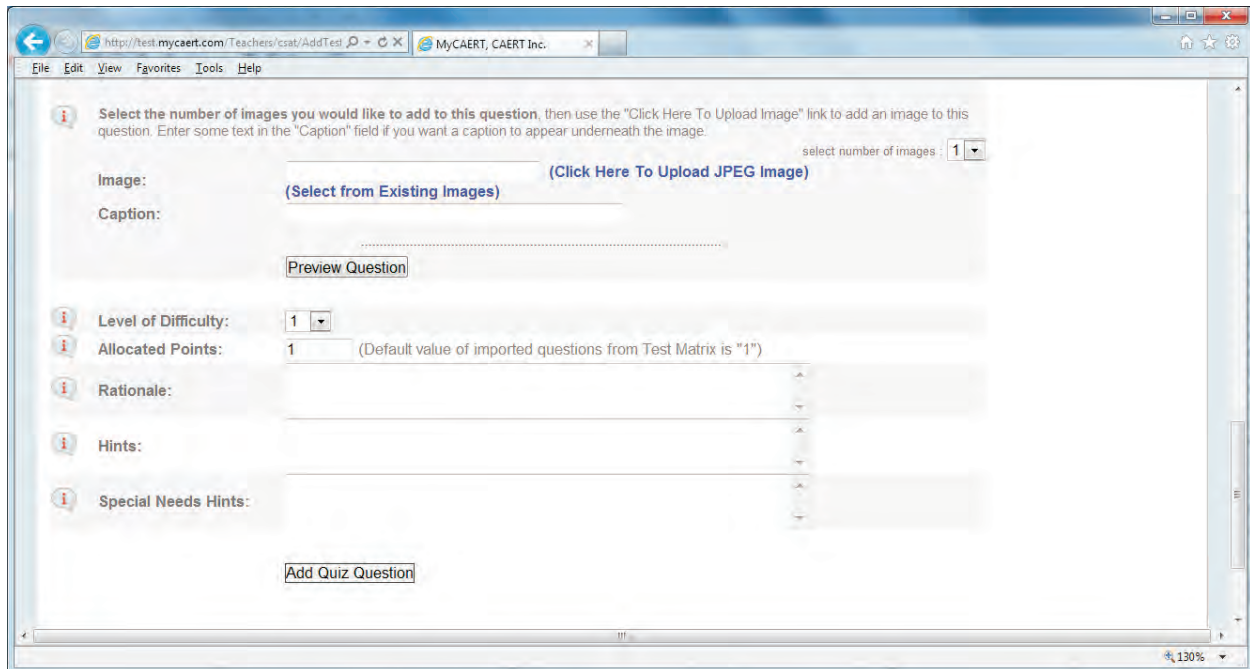 http://test.mycaert.com/Teachers/csat/AddTest
MyCAERT, CAERT Inc.
File Edit View Favorites Tools Help
Select the number of images you would like to add to this question, then use the "Click Here To Upload Image" link to add an image to this
question. Enter some text in the "Caption" field if you want a caption to appear underneath the image.
select number of images : 1
Image:
(Click Here To Upload JPEG Image)
(Select from Existing Images)
Caption:
Preview Question
Level of Difficulty: 1
Allocated Points: 1 (Default value of imported questions from Test Matrix is "1")
Rationale:
Hints:
Special Needs Hints:
Add Quiz Question
130%